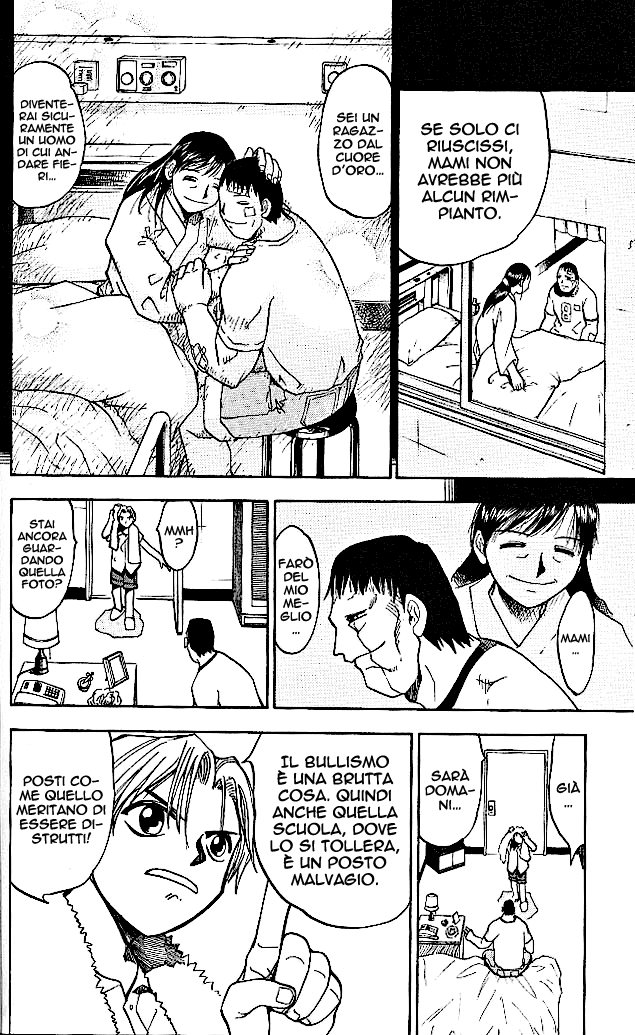 SE SOLO CI
RIUSCISSI,
MAMI NON
AVREBBE PIÙ
ALCUN RIM-
PIANTO.
SEI UN
RAGAZ-
ZO DAL
CUORE
D'ORO...
DIVENTE-
RAI SICU-
RAMENTE
UN UOMO
DI CUI AN-
DARE FIE-
RI...
MAMI
...
FARÒ
DEL
MIO
ME-
GLIO
...
MMH
?
STAI
ANCORA
GUAR-
DANDO
QUELLA
FOTO?
GIÀ
...
SARÀ
DOMA-
NI...
IL BULLISMO
È UNA BRUTTA
COSA. QUINDI
ANCHE QUELLA
SCUOLA, DOVE
LO SI TOLLERA,
È UN POSTO
MALVAGIO.
POSTI CO-
ME QUELLO
MERITANO DI
ESSERE DI-
STRUTTI!